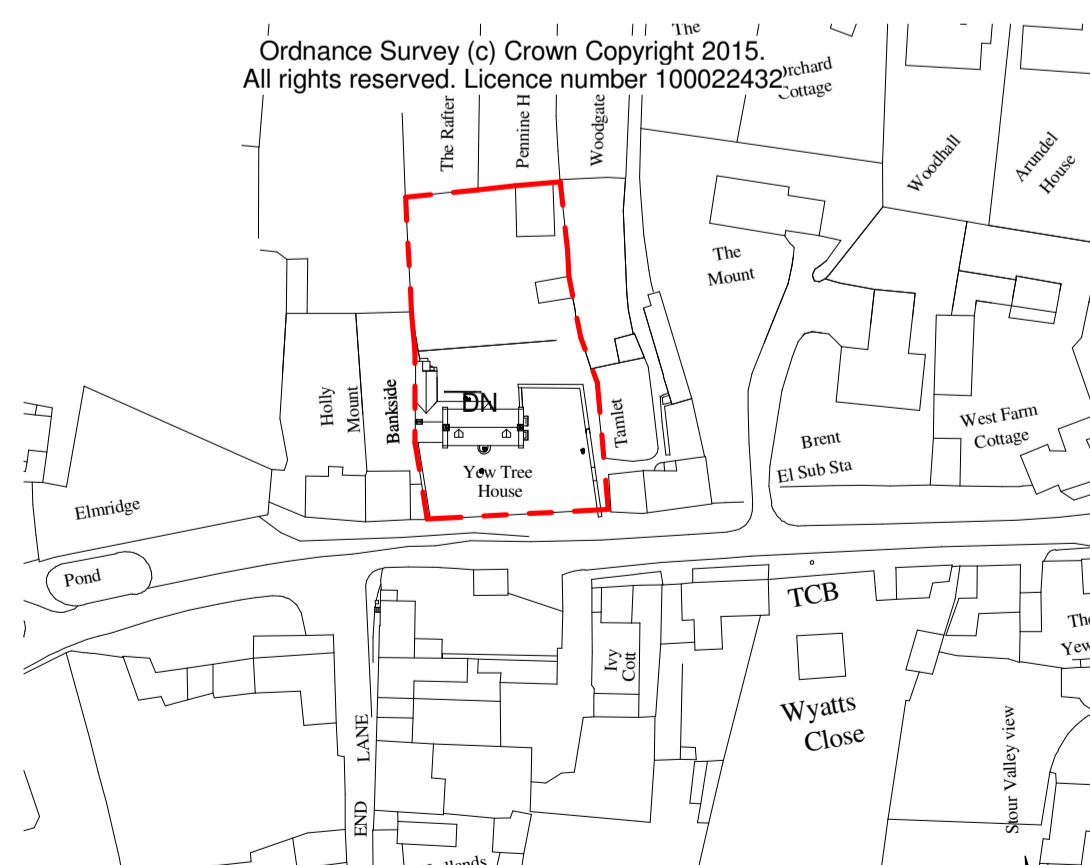 The
Ordnance Survey (c) Crown Copyright 2015.
All rights reserved. Licence number 100022432
Orchard
Cottage
The Rafter
Pennine H
Woodgate
Woodhall
Arundel
House
The
Mount
Holly
Mount
Bankside
DN
Tamlet
Yew Tree
House
Brent
El Sub Sta
West Farm
Cottage
Elmridge
Pond
TCB
Ivy
Cott
The
Yew
Wyatts
Close
END LANE
Stour Valley view